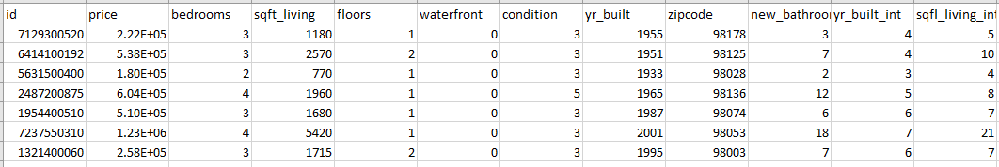 id price bedrooms sqft_living floors waterfront condition yr_built zipcode new_bathroo yr_built_int sqfl_living_int
7129300520 2.22E+05 3 1180 1 0 3 1955 98178 3 4 5
6414100192 5.38E+05 3 2570 2 0 3 1951 98125 7 4 10
5631500400 1.80E+05 2 770 1 0 3 1933 98028 2 3 4
2487200875 6.04E+05 4 1960 1 0 5 1965 98136 12 5 8
1954400510 5.10E+05 3 1680 1 0 3 1987 98074 6 6 7
7237550310 1.23E+06 4 5420 1 0 3 2001 98053 18 7 21
1321400060 2.58E+05 3 1715 2 0 3 1995 98003 7 6 7